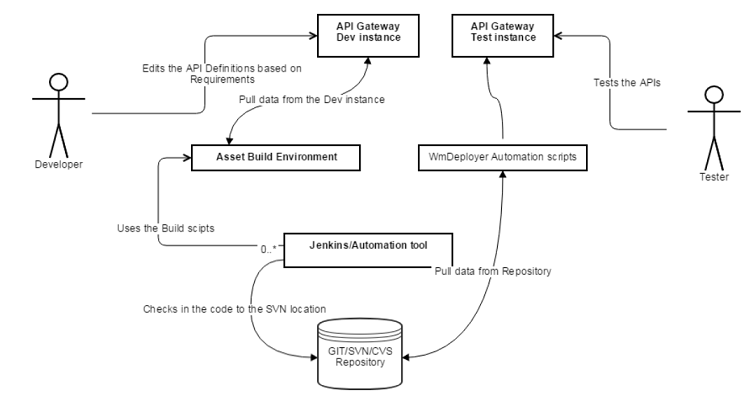 API Gateway
Dev instance
API Gateway
Test instance
Edits the API Definitions based on
Requirements
Tests the APIs
Pull data from the Dev instance
Developer
Asset Build Environment
WmDeployer Automation scripts
Tester
Uses the Build scipts
0..*
Jenkins/Automation tool
Pull data from Repository
Checks in the code to the SVN location
GIT/SVN/CVS
Repository